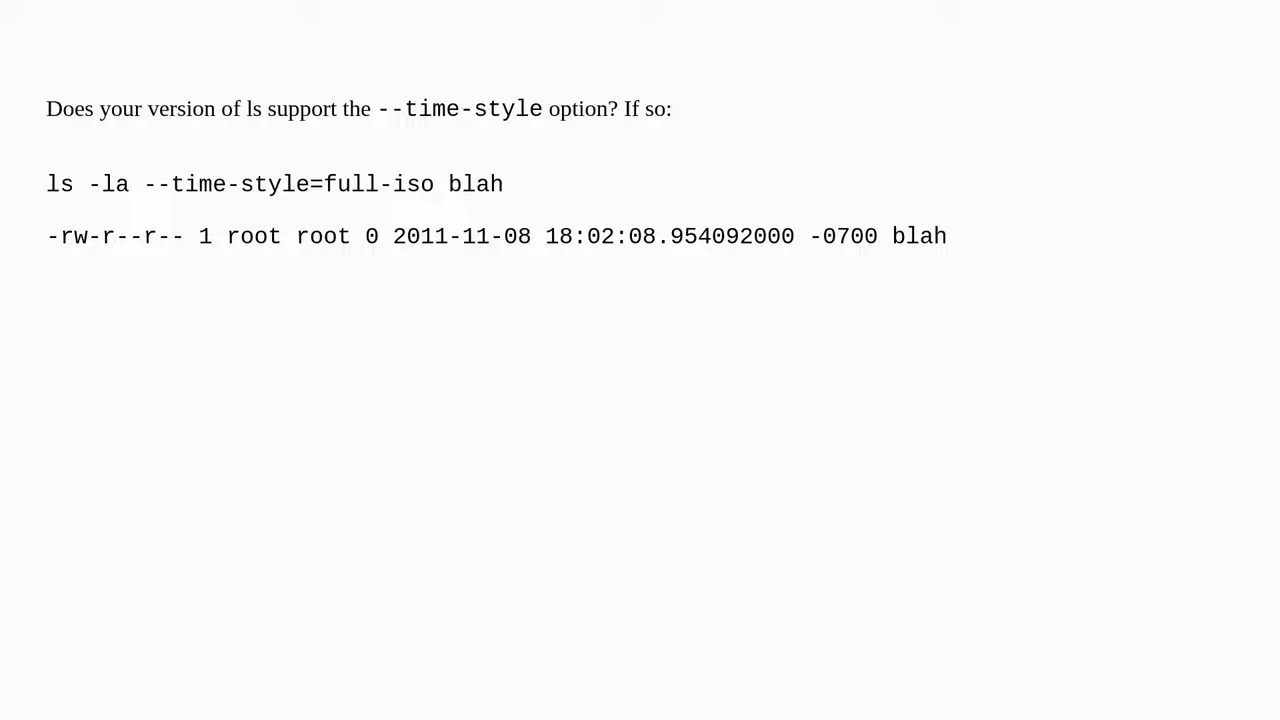 Does your version of ls support the --time-style option? If so:
ls -la --time-style=full-iso blah
-rw-r--r-- 1 root root 0 2011-11-08 18:02:08.954092000 -0700 blah